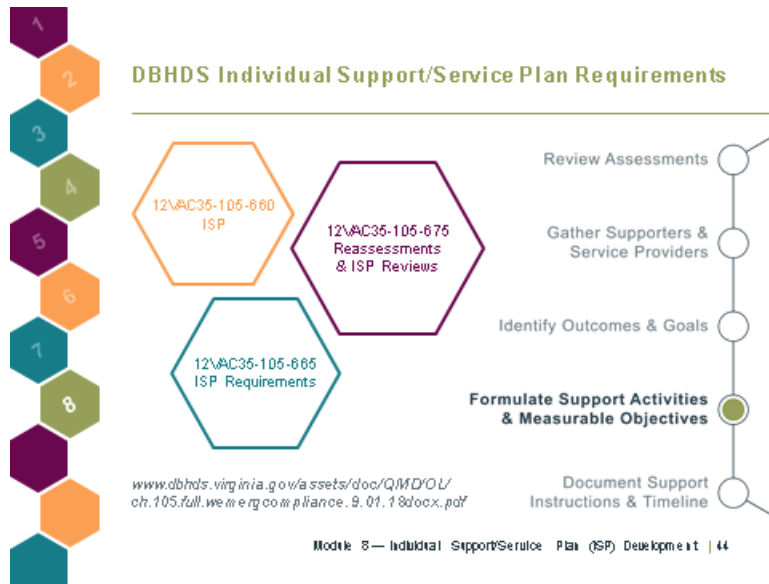 1
2
3
4
5
6
7
8
DBHDS Individual Support/Service Plan Requirements
12VAC35-105-660
ISP
12VAC35-105-675
Reassessments
& ISP Reviews
12VAC35-105-665
ISP Requirements
Review Assessments
Gather Supporters &
Service Providers
Identify Outcomes & Goals
Formulate Support Activities
& Measurable Objectives
Document Support
Instructions & Timeline
www.dbhds.virginia.gov/assets/doc/QMD/OL/
ch.105.full.wemergcompliance.9.01.18docx.pdf
Module 8 — Individual Support/Service Plan (ISP) Development | 44